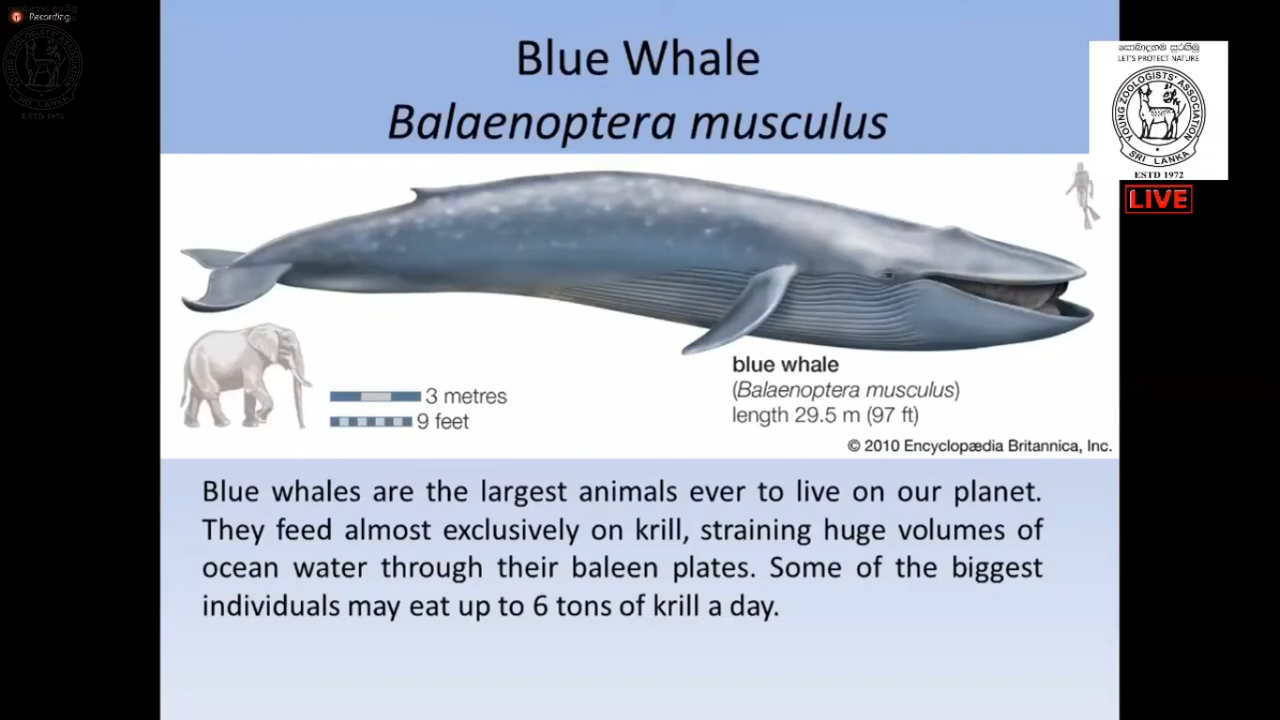 Recording
Blue Whale
Balaenoptera musculus
සොබාදහම සුරකිමු
LET'S PROTECT NATURE
YOUNG ZOOLOGISTS' ASSOCIATION
SRI LANKA
ESTD 1972
LIVE
3 metres
9 feet
blue whale
(Balaenoptera musculus)
length 29.5 m (97 ft)
© 2010 Encyclopædia Britannica, Inc.
Blue whales are the largest animals ever to live on our planet.
They feed almost exclusively on krill, straining huge volumes of
ocean water through their baleen plates. Some of the biggest
individuals may eat up to 6 tons of krill a day.